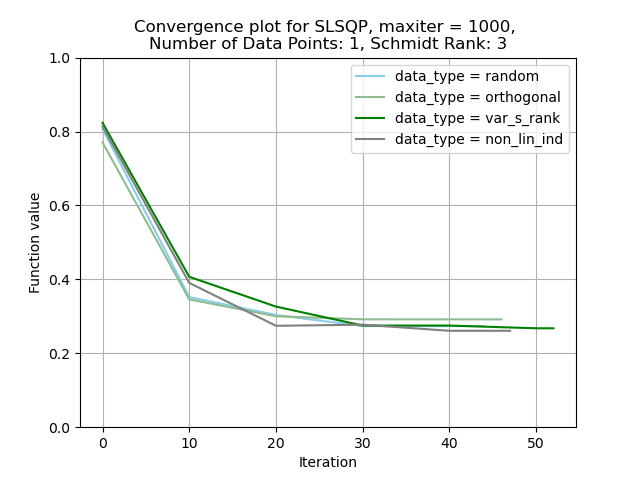 Convergence plot for SLSQP, maxiter = 1000,
Number of Data Points: 1, Schmidt Rank: 3
1.0
0.8
0.6
0.4
0.2
0.0
Function value
data_type = random
data_type = orthogonal
data_type = var_s_rank
data_type = non_lin_ind
0 10 20 30 40 50
Iteration